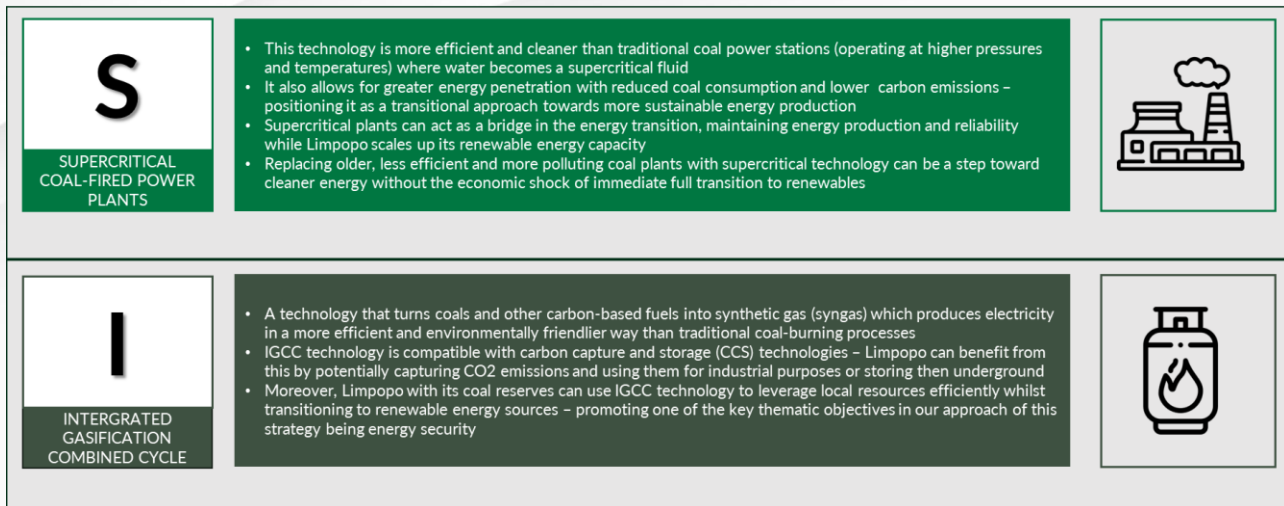 S
SUPERCRITICAL
COAL-FIRED POWER
PLANTS
• This technology is more efficient and cleaner than traditional coal power stations (operating at higher pressures
and temperatures) where water becomes a supercritical fluid
• It also allows for greater energy penetration with reduced coal consumption and lower carbon emissions –
positioning it as a transitional approach towards more sustainable energy production
• Supercritical plants can act as a bridge in the energy transition, maintaining energy production and reliability
while Limpopo scales up its renewable energy capacity
• Replacing older, less efficient and more polluting coal plants with supercritical technology can be a step toward
cleaner energy without the economic shock of immediate full transition to renewables
I
INTERGRATED
GASIFICATION
COMBINED CYCLE
• A technology that turns coals and other carbon-based fuels into synthetic gas (syngas) which produces electricity
in a more efficient and environmentally friendlier way than traditional coal-burning processes
• IGCC technology is compatible with carbon capture and storage (CCS) technologies – Limpopo can benefit from
this by potentially capturing CO2 emissions and using them for industrial purposes or storing then underground
• Moreover, Limpopo with its coal reserves can use IGCC technology to leverage local resources efficiently whilst
transitioning to renewable energy sources – promoting one of the key thematic objectives in our approach of this
strategy being energy security